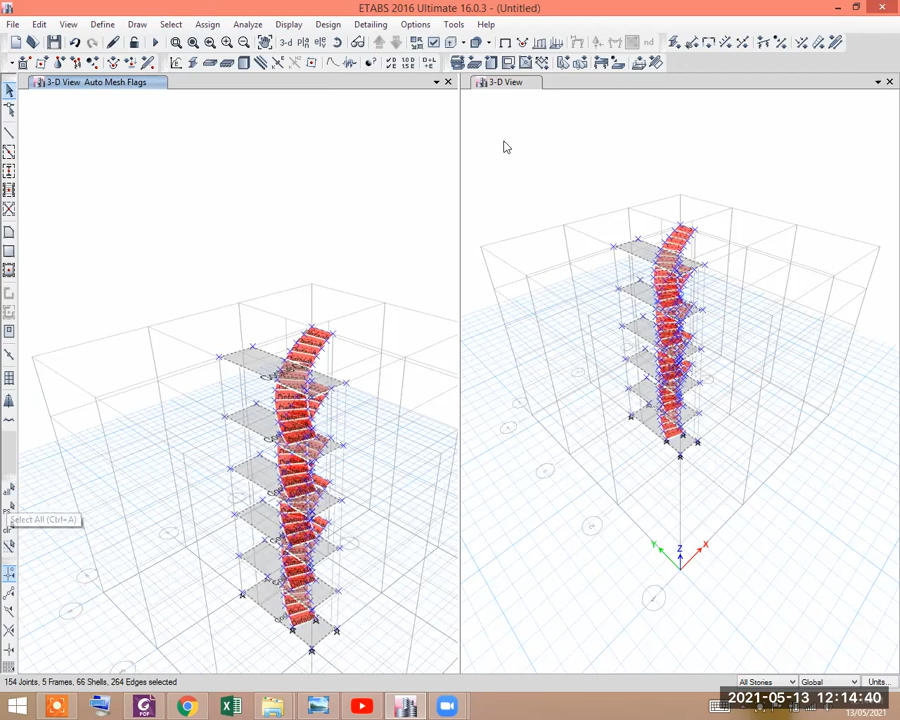 ETABS 2016 Ultimate 16.0.3 - (Untitled)
File Edit View Define Draw Select Assign Analyze Display Design Detailing Options Tools Help
3-d
nd
3-D View Auto Mesh Flags
3-D View
Select All (Ctrl+A)
Y Z X
154 Joints, 5 Frames, 66 Shells, 264 Edges selected
All Stories Global Units...
2021-05-13 12:14:40
13/05/2021